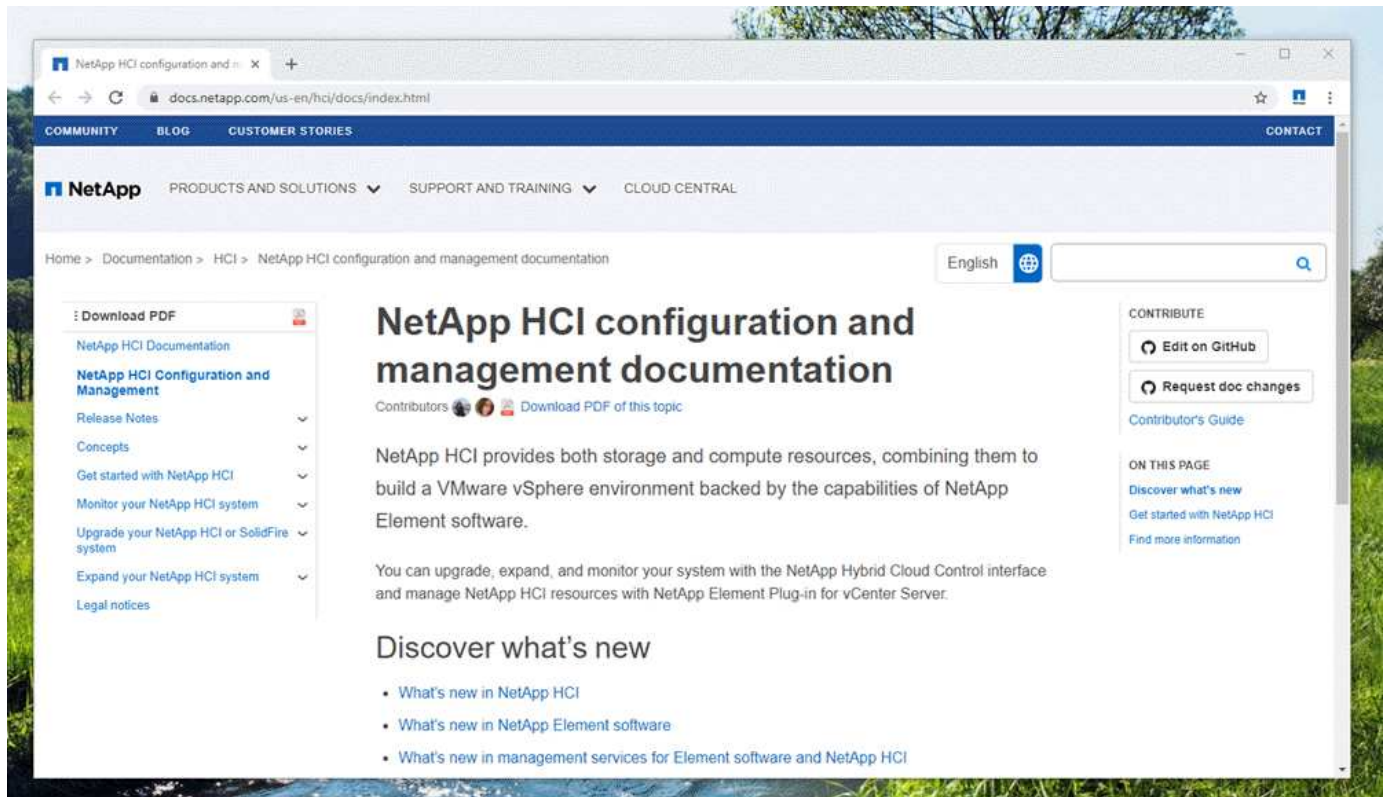 NetApp HCI configuration and
docs.netapp.com/us-en/hci/docs/index.html
COMMUNITY BLOG CUSTOMER STORIES CONTACT
NetApp PRODUCTS AND SOLUTIONS SUPPORT AND TRAINING CLOUD CENTRAL
Home > Documentation > HCI > NetApp HCI configuration and management documentation
English
Download PDF
NetApp HCI Documentation
NetApp HCI Configuration and
Management
Release Notes
Concepts
Get started with NetApp HCI
Monitor your NetApp HCI system
Upgrade your NetApp HCI or SolidFire
system
Expand your NetApp HCI system
Legal notices
NetApp HCI configuration and
management documentation
Contributors Download PDF of this topic
NetApp HCI provides both storage and compute resources, combining them to
build a VMware vSphere environment backed by the capabilities of NetApp
Element software.
You can upgrade, expand, and monitor your system with the NetApp Hybrid Cloud Control interface
and manage NetApp HCI resources with NetApp Element Plug-in for vCenter Server.
Discover what's new
• What's new in NetApp HCI
• What's new in NetApp Element software
• What's new in management services for Element software and NetApp HCI
CONTRIBUTE
Edit on GitHub
Request doc changes
Contributor's Guide
ON THIS PAGE
Discover what's new
Get started with NetApp HCI
Find more information